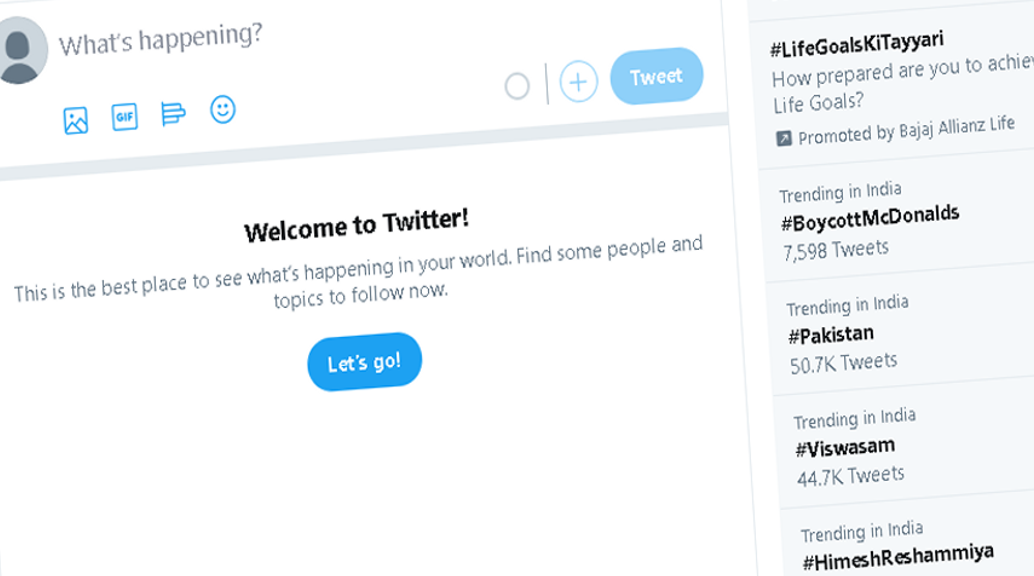 What's happening?
GIF
Tweet
Welcome to Twitter!
This is the best place to see what's happening in your world. Find some people and
topics to follow now.
Let's go!
#LifeGoalsKiTayyari
How prepared are you to achiev
Life Goals?
Promoted by Bajaj Allianz Life
Trending in India
#BoycottMcDonalds
7,598 Tweets
Trending in India
#Pakistan
50.7K Tweets
Trending in India
#Viswasam
44.7K Tweets
Trending in India
#HimeshReshammiya